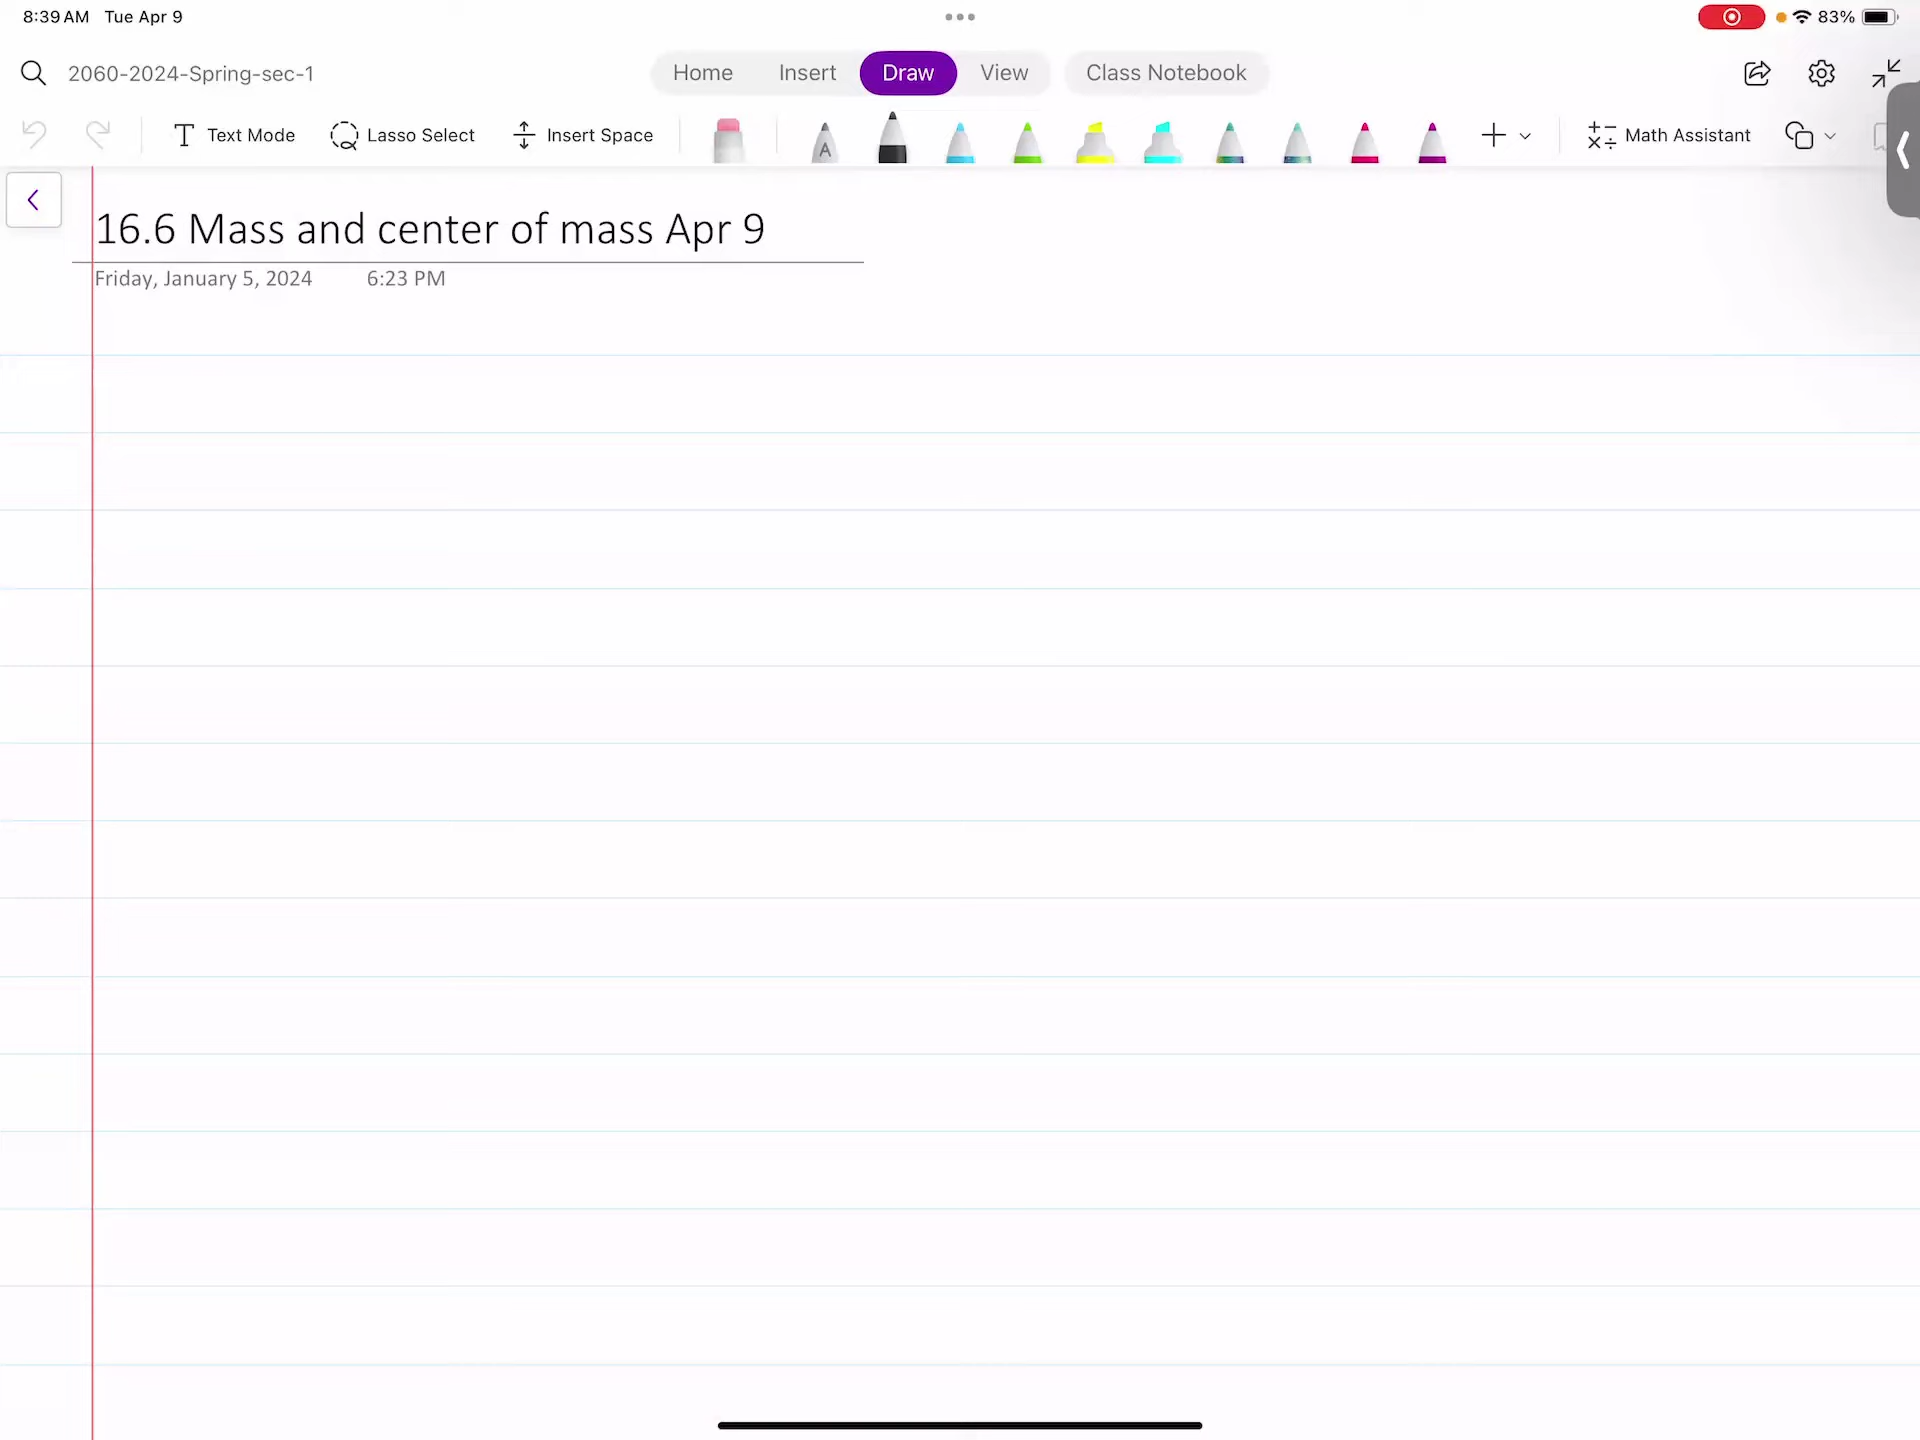 8:39 AM Tue Apr 9
83%
2060-2024-Spring-sec-1
Home Insert Draw View Class Notebook
Text Mode Lasso Select Insert Space A Math Assistant
16.6 Mass and center of mass Apr 9
Friday, January 5, 2024 6:23 PM